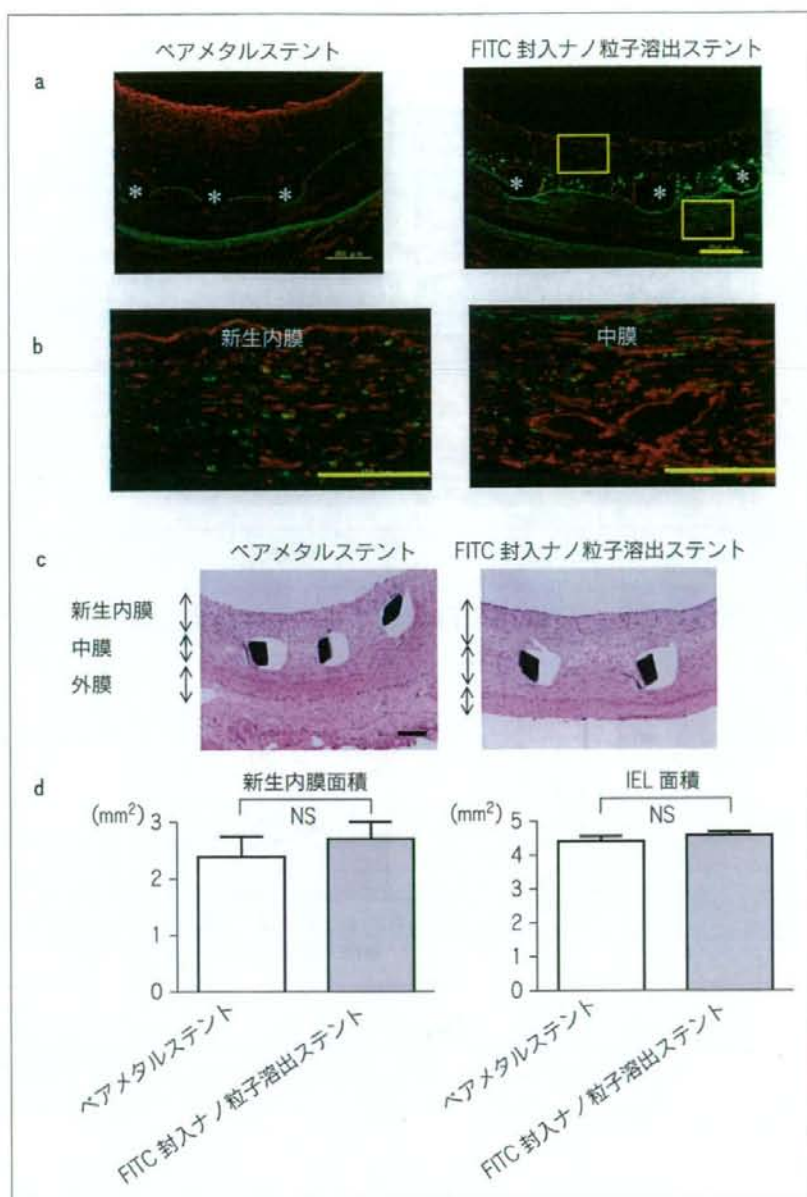 ベアメタルステント
FITC 封入ナノ粒子溶出ステント
a
* * *
* * *
b
新生内膜
中膜
c
ベアメタルステント
FITC 封入ナノ粒子溶出ステント
新生内膜
中膜
外膜
d
新生内膜面積
(mm²)
NS
3
2
1
0
ベアメタルステント
FITC 封入ナノ粒子溶出ステント
IEL 面積
(mm²)
NS
5
4
3
2
1
0
ベアメタルステント
FITC 封入ナノ粒子溶出ステント